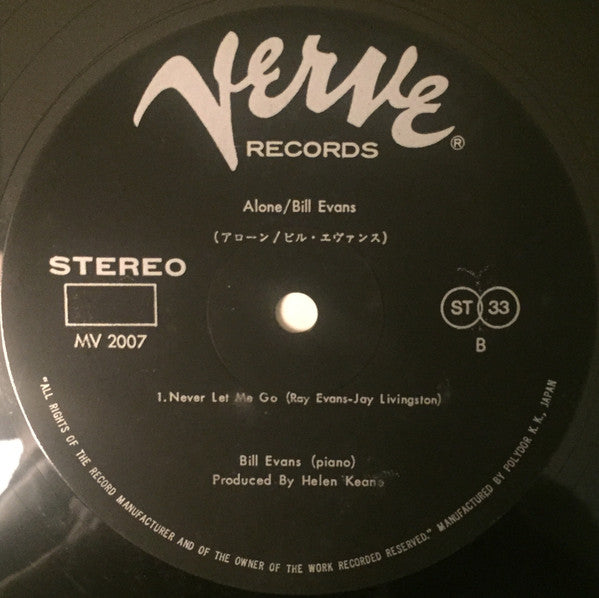 Verve
RECORDS ®
Alone/Bill Evans
(アローン/ビル・エヴァンス)
STEREO
MV 2007
ST 33
B
1. Never Let Me Go (Ray Evans-Jay Livingston)
Bill Evans (piano)
Produced By Helen Keane
"ALL RIGHTS OF THE RECORD MANUFACTURER AND OF THE OWNER OF THE WORK RECORDED RESERVED." MANUFACTURED BY POLYDOR K. K., JAPAN